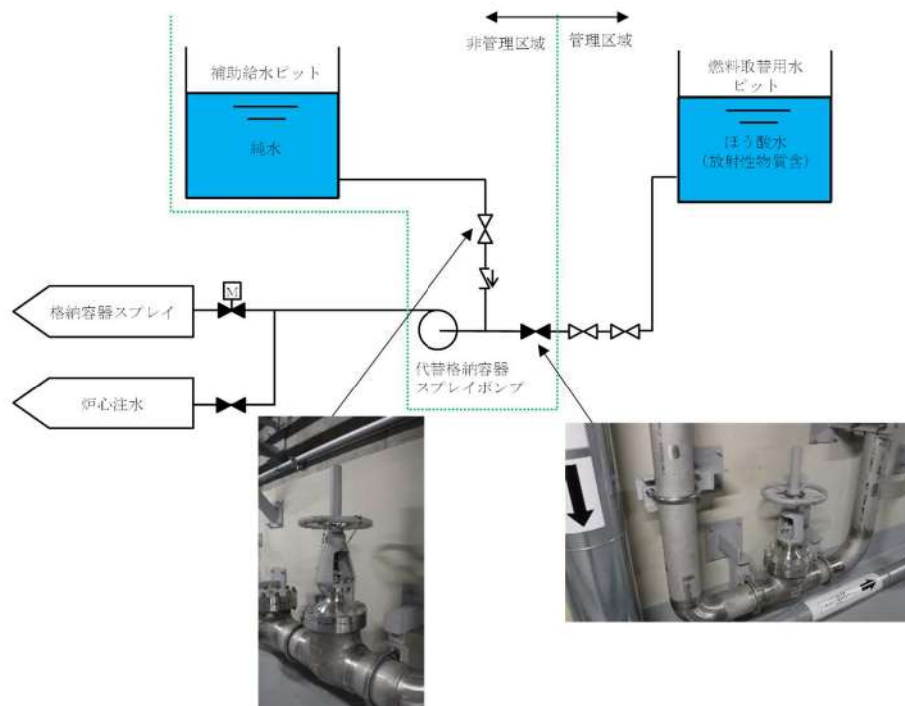 非管理区域
管理区域
補助給水ピット
純水
燃料取替用水
ピット
ほう酸水
（放射性物質含）
M
格納容器スプレイ
代替格納容器
スプレイポンプ
炉心注水